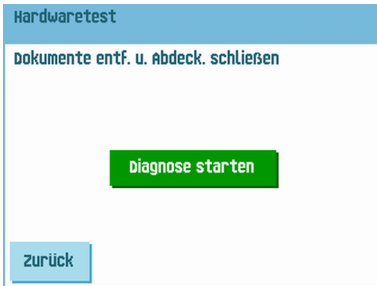 Hardwaretest
Dokumente entf. u. Abdeck. schließen
Diagnose starten
Zurück